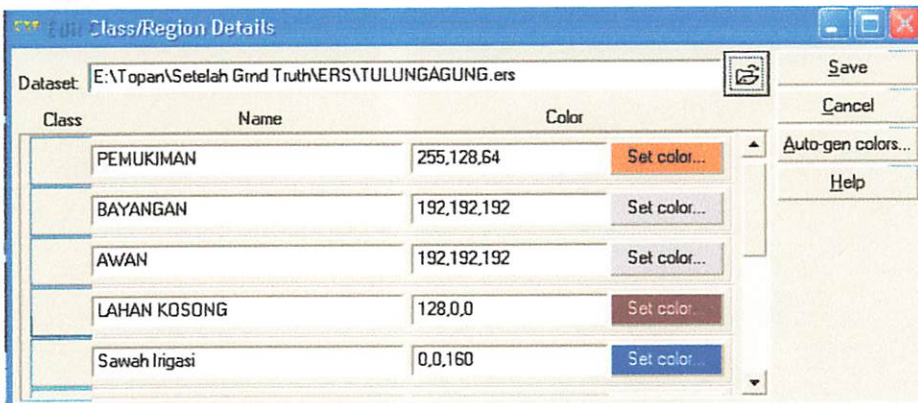 Edit Class/Region Details
Dataset: E:\Topan\Setelah Grnd Truth\ERS\TULUNGAGUNG.ers
Save
Class Name Color
Cancel
PEMUKIMAN 255,128,64 Set color...
Auto-gen colors...
BAYANGAN 192,192,192 Set color...
Help
AWAN 192,192,192 Set color...
LAHAN KOSONG 128,0,0 Set color...
Sawah Irigasi 0,0,160 Set color...